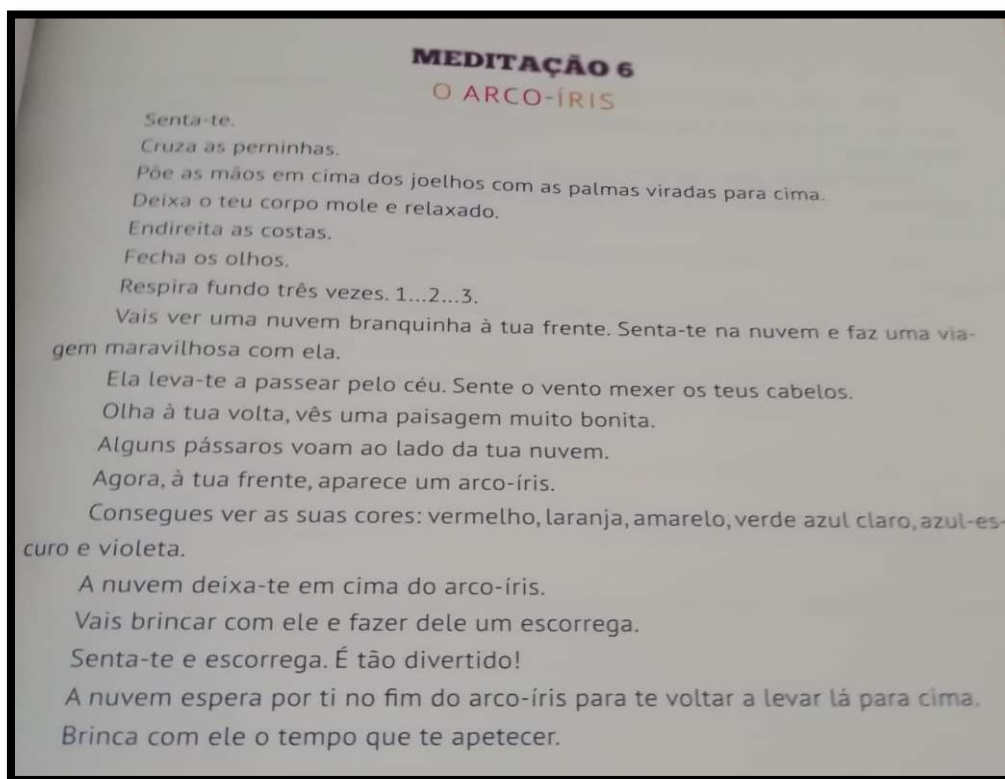 MEDITAÇÃO 6
O ARCO-ÍRIS
Senta-te.
Cruza as perninhas.
Põe as mãos em cima dos joelhos com as palmas viradas para cima.
Deixa o teu corpo mole e relaxado.
Endireita as costas.
Fecha os olhos.
Respira fundo três vezes. 1...2...3.
Vais ver uma nuvem branquinha à tua frente. Senta-te na nuvem e faz uma via-
gem maravilhosa com ela.
Ela leva-te a passear pelo céu. Sente o vento mexer os teus cabelos.
Olha à tua volta, vês uma paisagem muito bonita.
Alguns pássaros voam ao lado da tua nuvem.
Agora, à tua frente, aparece um arco-íris.
Consegues ver as suas cores: vermelho, laranja, amarelo, verde azul claro, azul-es-
curo e violeta.
A nuvem deixa-te em cima do arco-íris.
Vais brincar com ele e fazer dele um escorrega.
Senta-te e escorrega. É tão divertido!
A nuvem espera por ti no fim do arco-íris para te voltar a levar lá para cima.
Brinca com ele o tempo que te apetecer.